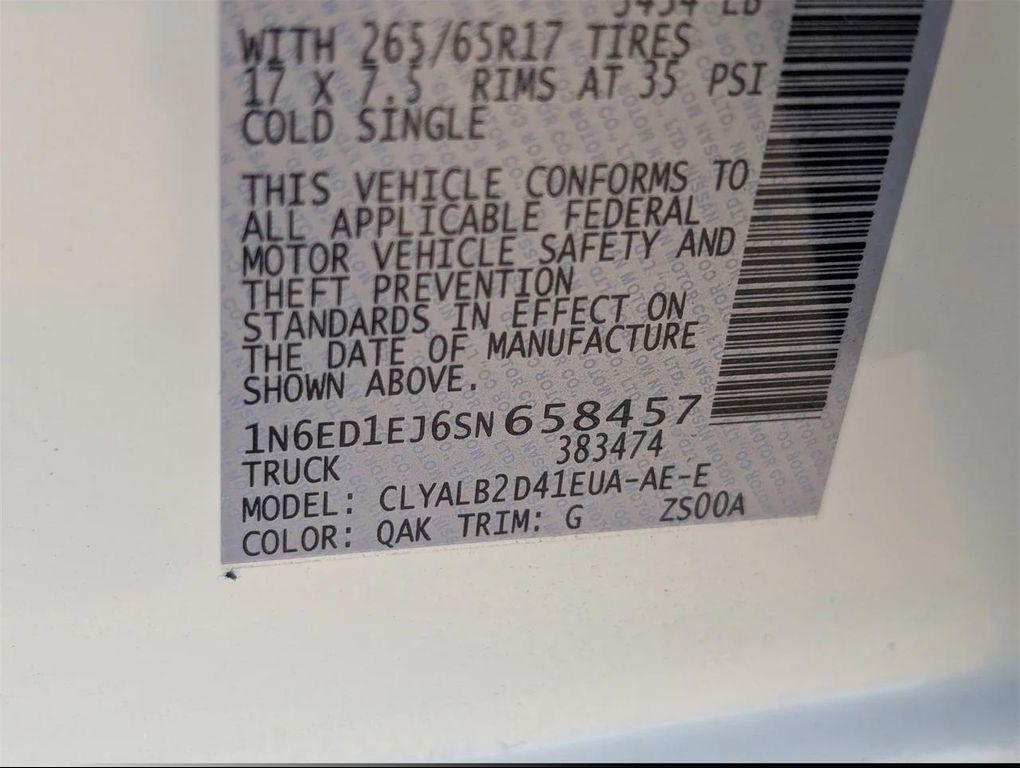 WITH 265/65R17 TIRES
17 X 7.5 RIMS AT 35 PSI
COLD SINGLE
THIS VEHICLE CONFORMS TO
ALL APPLICABLE FEDERAL
MOTOR VEHICLE SAFETY AND
THEFT PREVENTION
STANDARDS IN EFFECT ON
THE DATE OF MANUFACTURE
SHOWN ABOVE.
1N6ED1EJ6SN658457
TRUCK 383474
MODEL: CLYALB2D41EUA-AE-E
COLOR: QAK TRIM: G ZS00A